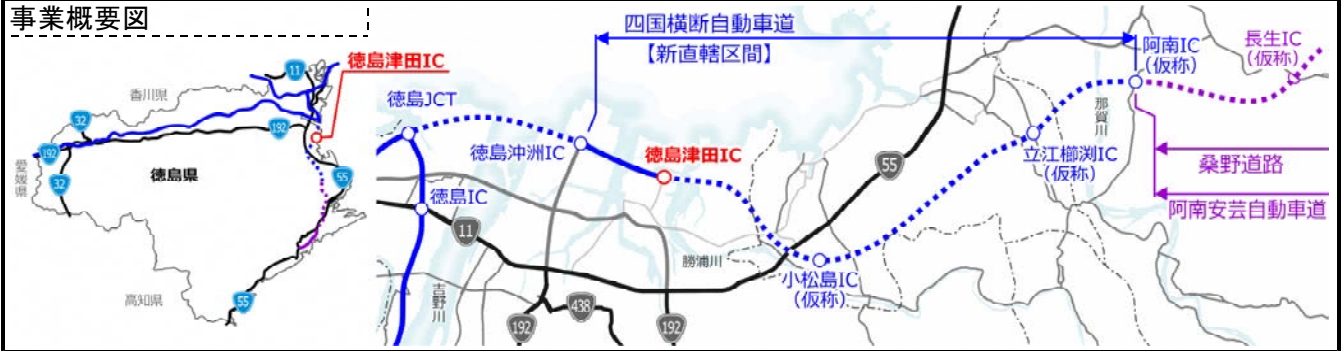 事業概要図
香川県
愛媛県
徳島県
高知県
徳島津田IC
11
32
192
192
32
55
55
四国横断自動車道
【新直轄区間】
阿南IC
(仮称)
長生IC
(仮称)
徳島JCT
徳島沖洲IC
徳島津田IC
徳島IC
那賀川
立江櫛渕IC
(仮称)
桑野道路
阿南安芸自動車道
55
11
勝浦川
小松島IC
(仮称)
吉野川
192
438
192